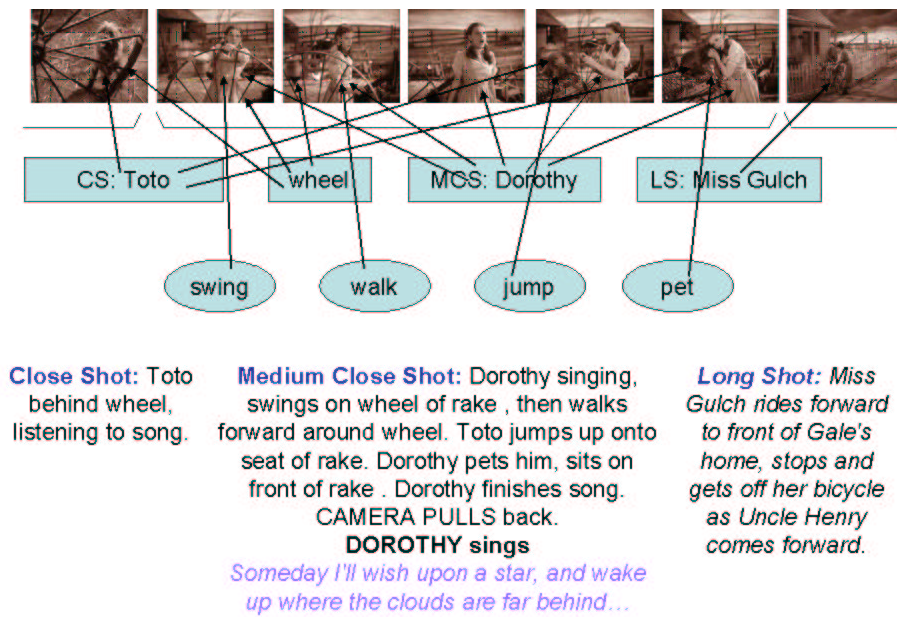 CS: Toto
wheel
MCS: Dorothy
LS: Miss Gulch
swing
walk
jump
pet
Close Shot: Toto
behind wheel,
listening to song.
Medium Close Shot: Dorothy singing,
swings on wheel of rake , then walks
forward around wheel. Toto jumps up onto
seat of rake. Dorothy pets him, sits on
front of rake . Dorothy finishes song.
CAMERA PULLS back.
DOROTHY sings
Someday I'll wish upon a star, and wake
up where the clouds are far behind…
Long Shot: Miss
Gulch rides forward
to front of Gale's
home, stops and
gets off her bicycle
as Uncle Henry
comes forward.